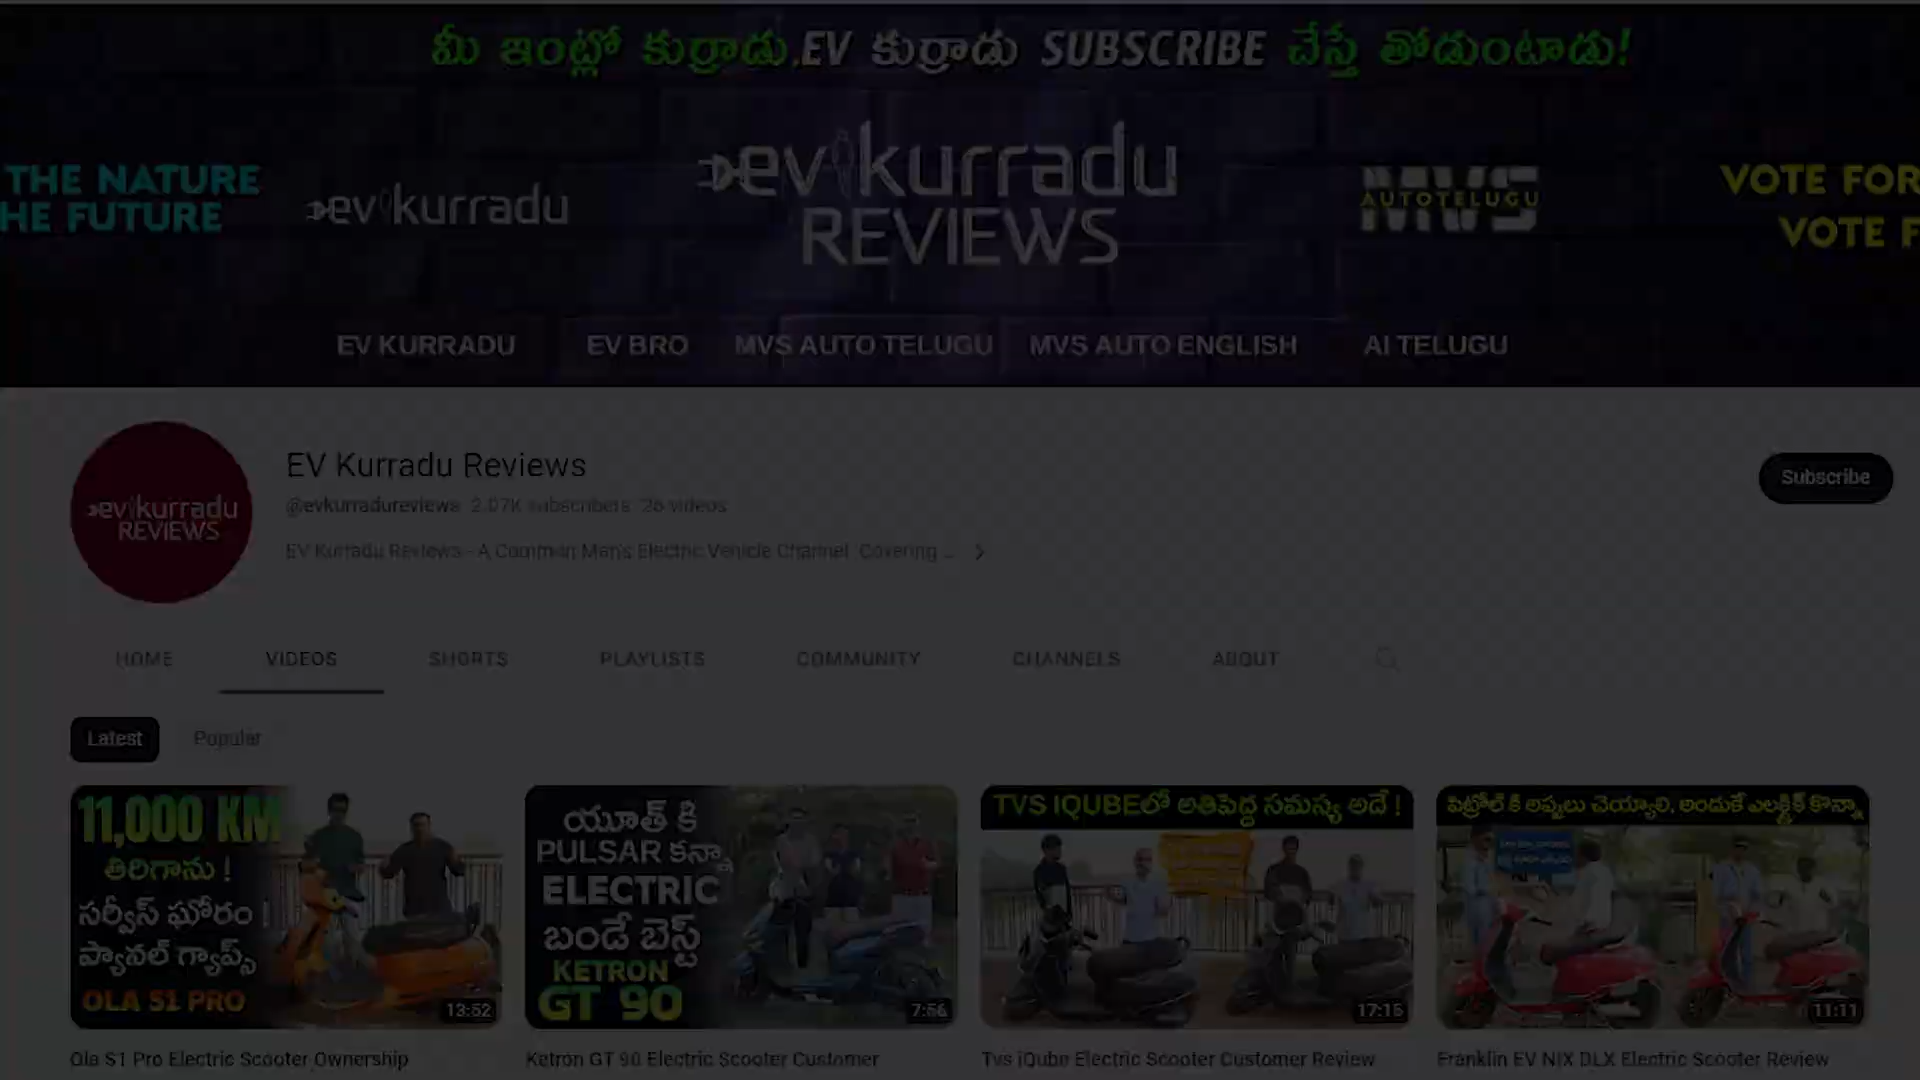 మీ ఇంట్లో కుర్రాడు.EV కుర్రాడు SUBSCRIBE చేస్తే తోడుంటాడు!
THE NATURE
HE FUTURE
evkurradu
evkurradu
REVIEWS
MVS
AUTOTELUGU
VOTE FOR
VOTE F
EV KURRADU EV BRO MVS AUTO TELUGU MVS AUTO ENGLISH AI TELUGU
evkurradu
REVIEWS
EV Kurradu Reviews
@evkurradureviews 2.07K subscribers 26 videos
EV Kurradu Reviews - A Common Man's Electric Vehicle Channel. Covering ...
Subscribe
HOME VIDEOS SHORTS PLAYLISTS COMMUNITY CHANNELS ABOUT
Latest Popular
11,000 KM
తిరిగాను !
సర్వీస్ ఘోరం !
ప్యానల్ గ్యాప్స్
OLA S1 PRO
13:52
యూత్ కి
PULSAR కన్నా
ELECTRIC
బండే బెస్ట్
KETRON
GT 90
7:56
TVS IQUBEలో అతిపెద్ద సమస్య అదే !
17:15
పెట్రోల్ కి అప్పులు చెయ్యాలి, అందుకే ఎలక్ట్రిక్ కొన్నా
11:11
Ola S1 Pro Electric Scooter Ownership
Ketron GT 90 Electric Scooter Customer
Tvs iQube Electric Scooter Customer Review
Franklin EV NIX DLX Electric Scooter Review